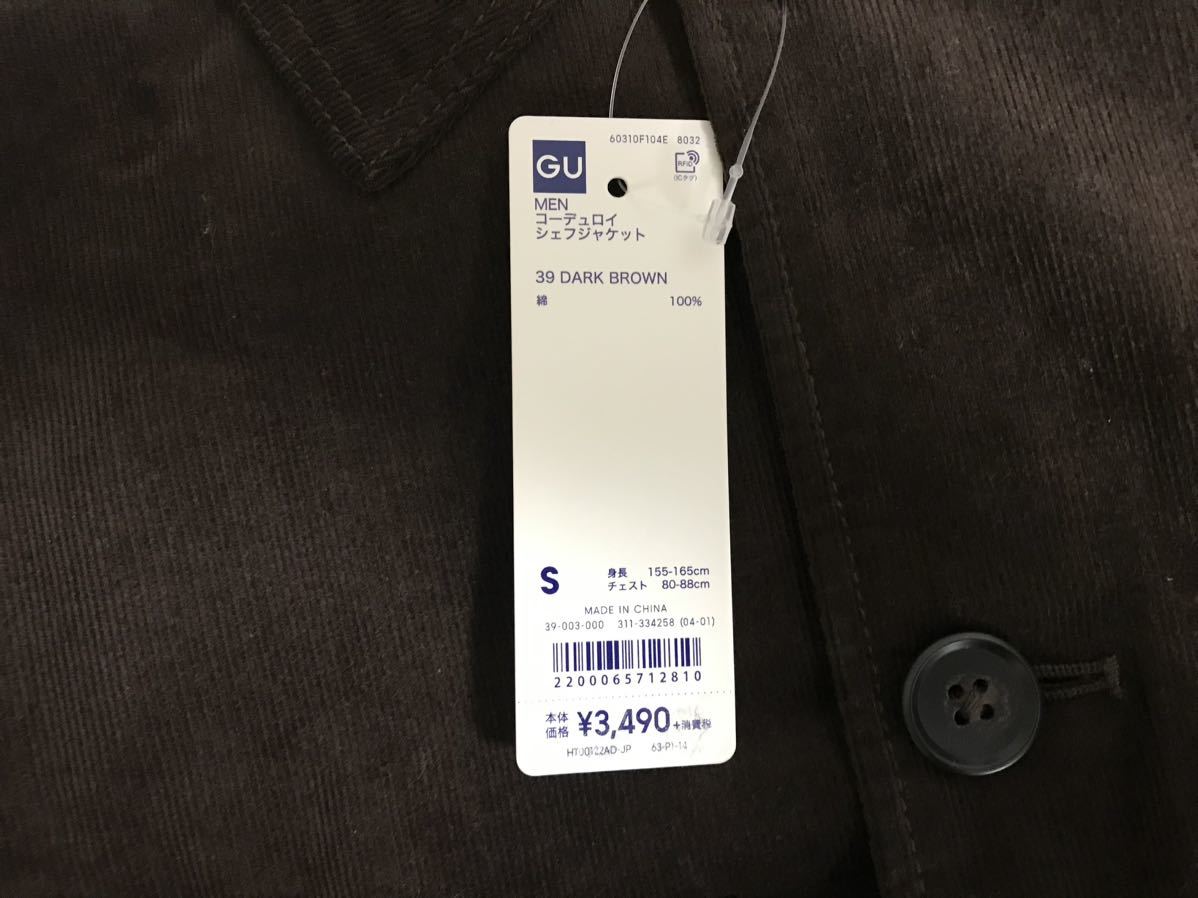 60310F104E 8032
GU
RFID
(ICタグ)
MEN
コーデュロイ
シェフジャケット
39 DARK BROWN
綿 100%
S
身長 155-165cm
チェスト 80-88cm
MADE IN CHINA
39-003-000 311-334258 (04-01)
2200065712810
本体
価格 ¥3,490+消費税
HT00122AD-JP 63-P1-14